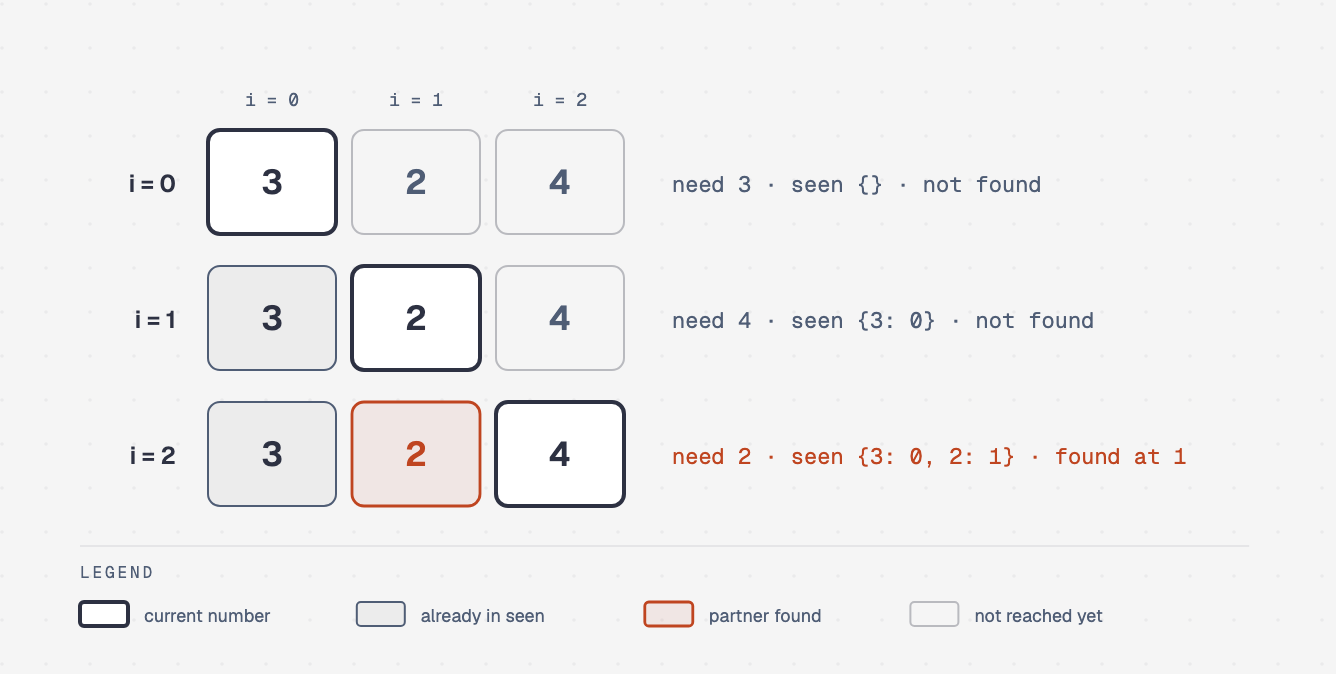 i = 0 i = 1 i = 2
i = 0 3 2 4 need 3 · seen {} · not found
i = 1 3 2 4 need 4 · seen {3: 0} · not found
i = 2 3 2 4 need 2 · seen {3: 0, 2: 1} · found at 1
LEGEND
current number already in seen partner found not reached yet